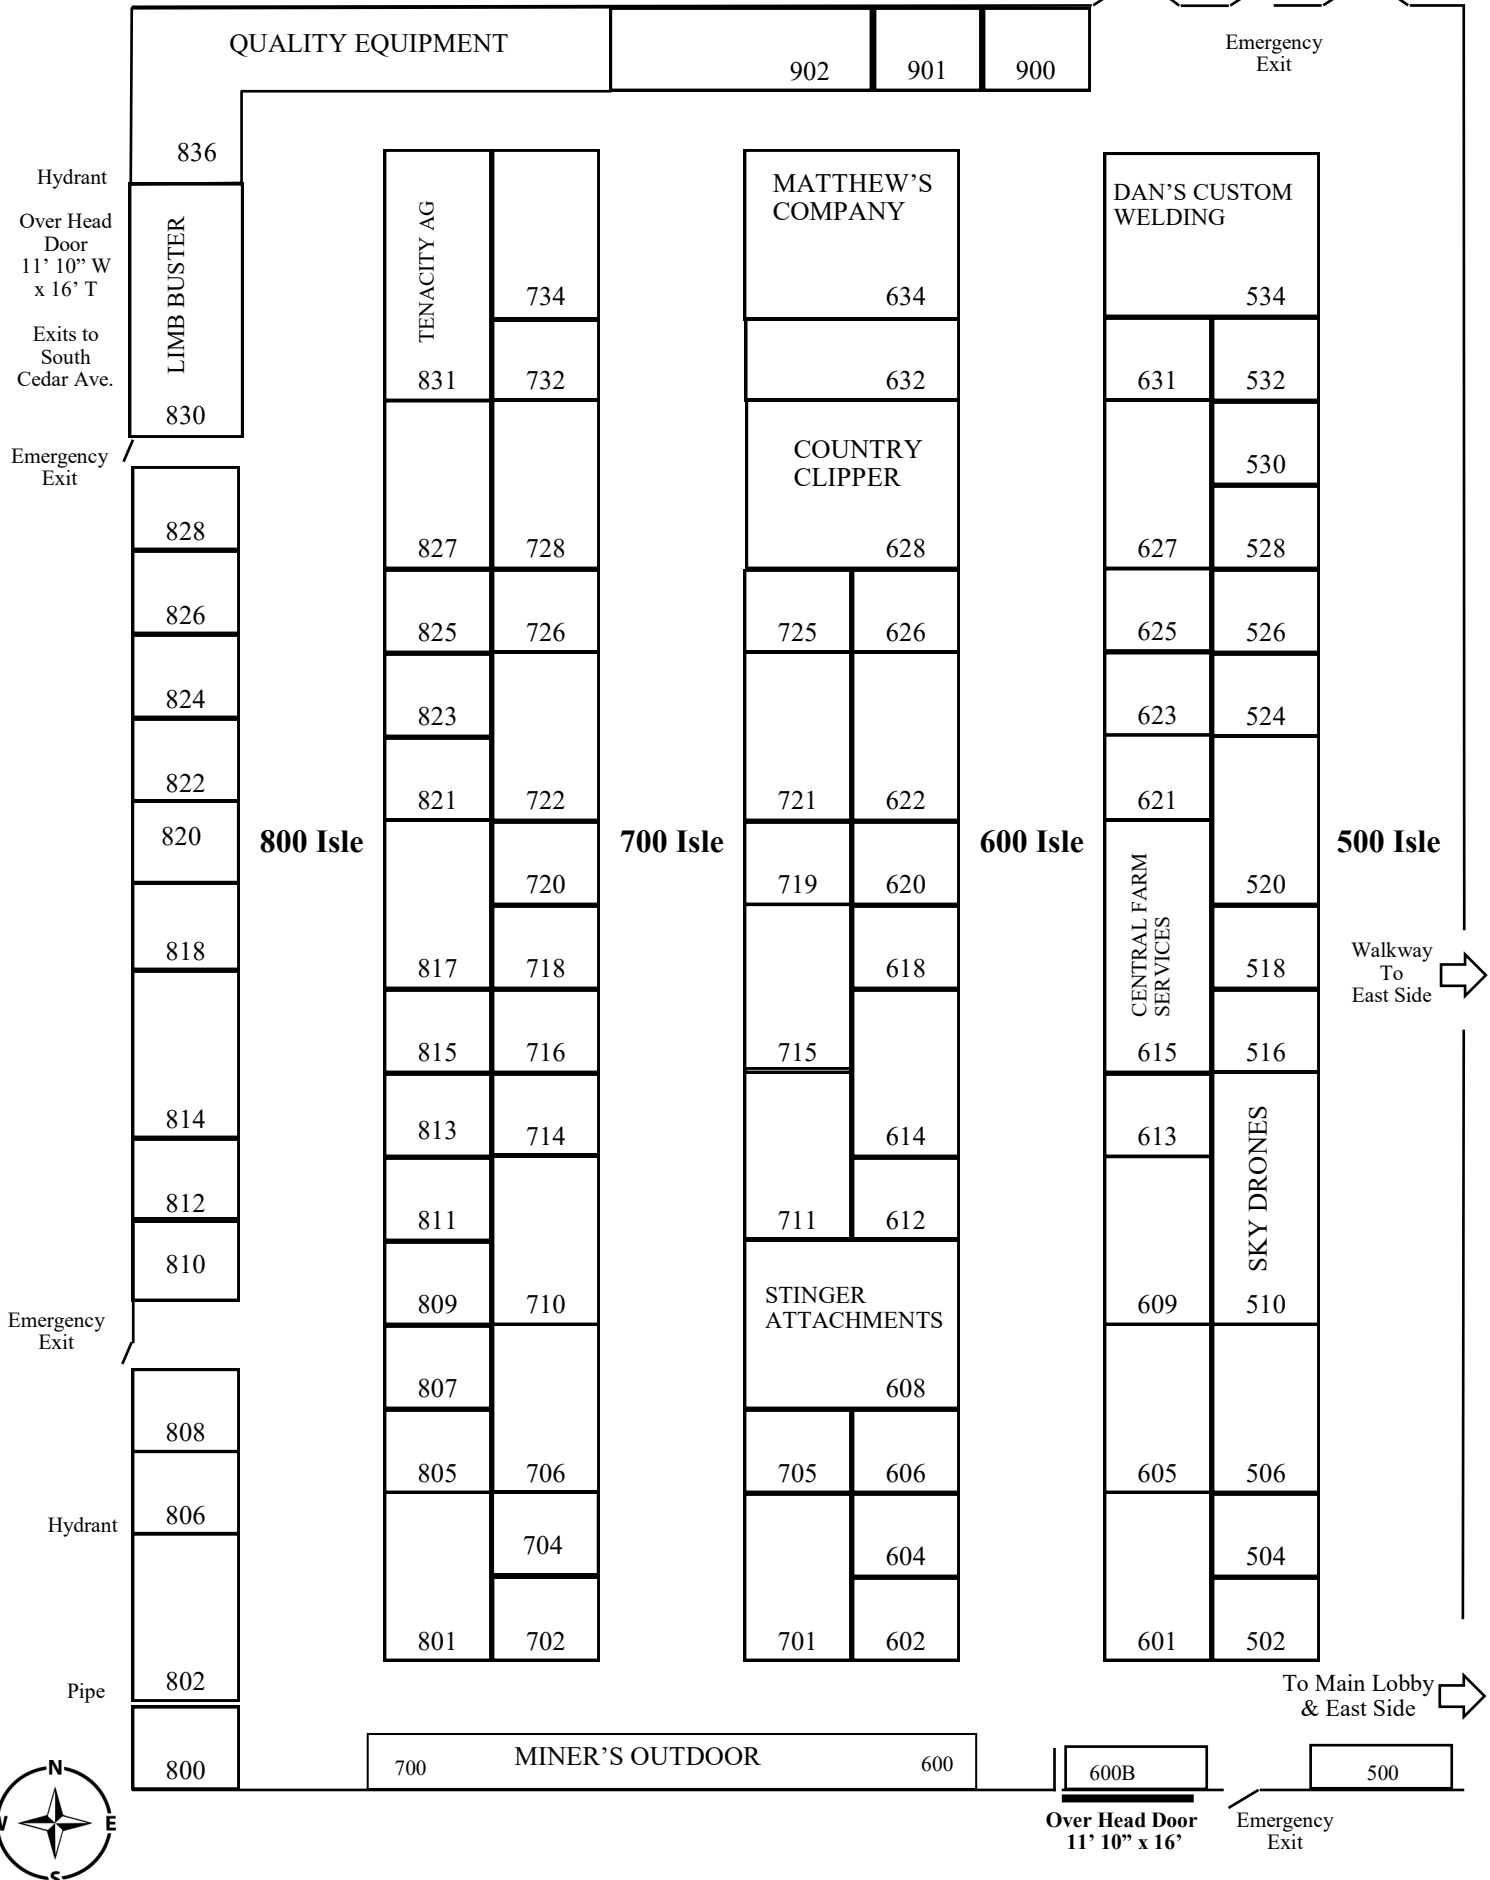 QUALITY EQUIPMENT
902
901
900
Emergency
Exit
836
Hydrant
Over Head
Door
11’ 10” W
x 16’ T
Exits to
South
Cedar Ave.
LIMB BUSTER
830
Emergency
Exit
TENACITY AG
831
734
732
MATTHEW’S
COMPANY
634
632
DAN’S CUSTOM
WELDING
534
631
532
COUNTRY
CLIPPER
628
530
828
827
728
627
528
826
825
726
725
626
625
526
824
823
623
524
822
821
722
721
622
621
820
800 Isle
700 Isle
600 Isle
500 Isle
720
719
620
520
CENTRAL FARM
SERVICES
818
817
718
618
518
Walkway
To
East Side
815
716
715
615
516
814
813
714
614
613
SKY DRONES
812
811
711
612
810
809
710
609
510
STINGER
ATTACHMENTS
608
Emergency
Exit
807
808
805
706
705
606
605
506
806
Hydrant
704
604
504
801
702
701
602
601
502
802
Pipe
To Main Lobby
& East Side
800
700
MINER’S OUTDOOR
600
600B
500
Over Head Door
11’ 10” x 16’
Emergency
Exit
N
W
E
S